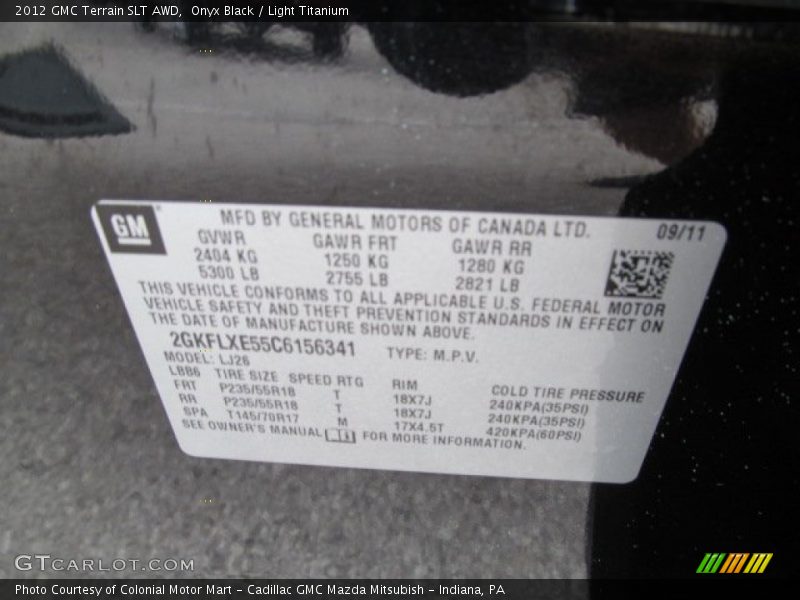 2012 GMC Terrain SLT AWD,  Onyx Black / Light Titanium
GM
MFD BY GENERAL MOTORS OF CANADA LTD. 09/11
GVWR GAWR FRT GAWR RR
2404 KG 1250 KG 1280 KG
5300 LB 2755 LB 2821 LB
THIS VEHICLE CONFORMS TO ALL APPLICABLE U.S. FEDERAL MOTOR
VEHICLE SAFETY AND THEFT PREVENTION STANDARDS IN EFFECT ON
THE DATE OF MANUFACTURE SHOWN ABOVE.
2GKFLXE55C6156341 TYPE: M.P.V.
MODEL: LJ26
LBB6 TIRE SIZE SPEED RTG RIM COLD TIRE PRESSURE
FRT P235/55R18 T 18X7J 240KPA(35PSI)
RR P235/55R18 T 18X7J 240KPA(35PSI)
SPA T145/70R17 M 17X4.5T 420KPA(60PSI)
SEE OWNER'S MANUAL FOR MORE INFORMATION.
GTCARLOT.COM
Photo Courtesy of Colonial Motor Mart - Cadillac GMC Mazda Mitsubish - Indiana, PA